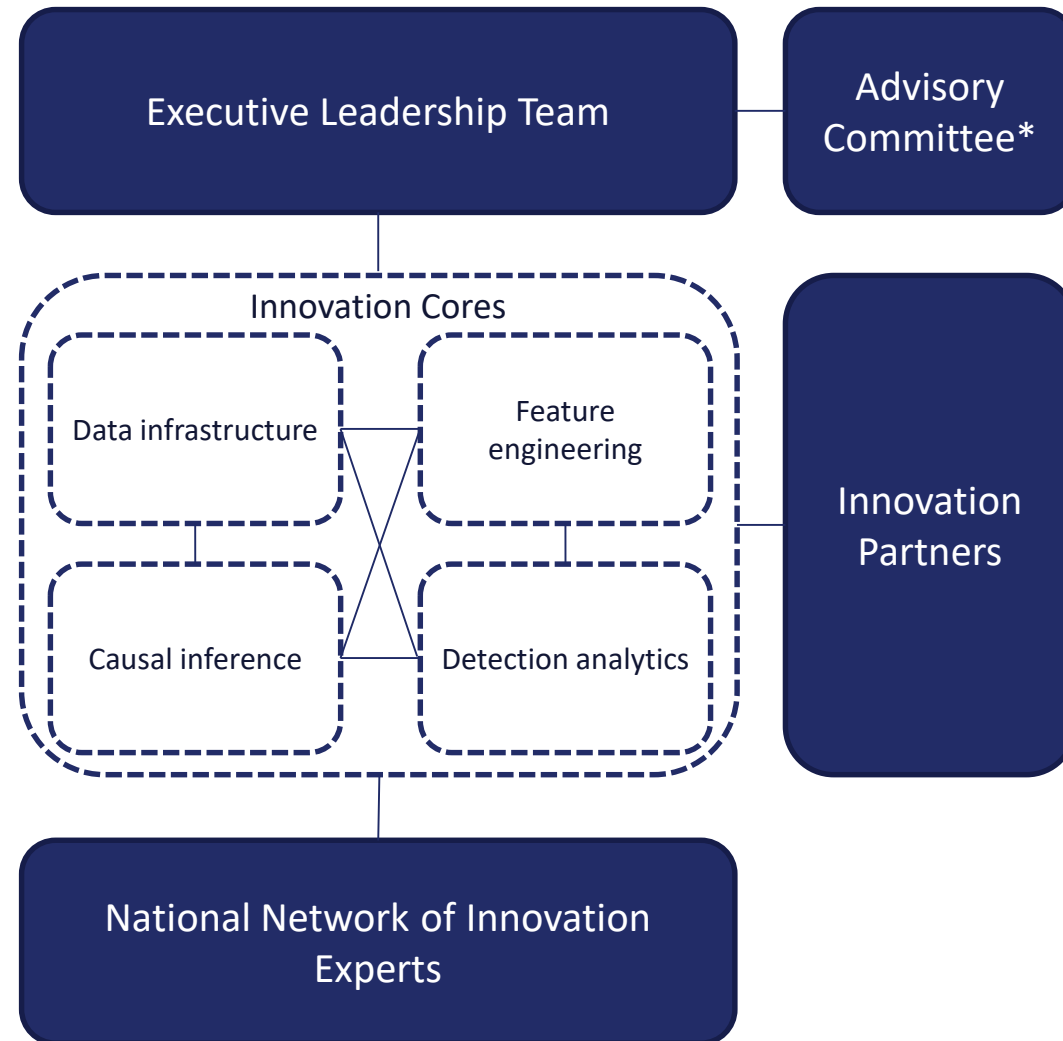 Executive Leadership Team
Advisory
Committee*
Innovation Cores
Data infrastructure
Feature
engineering
Causal inference
Detection analytics
Innovation
Partners
National Network of Innovation
Experts